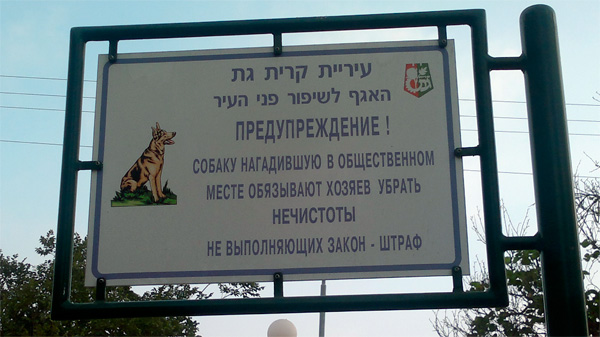 עיריית קרית גת
האגף לשיפור פני העיר
ПРЕДУПРЕЖДЕНИЕ !
СОБАКУ НАГАДИВШУЮ В ОБЩЕСТВЕННОМ
МЕСТЕ ОБЯЗЫВАЮТ ХОЗЯЕВ УБРАТЬ
НЕЧИСТОТЫ
НЕ ВЫПОЛНЯЮЩИХ ЗАКОН - ШТРАФ